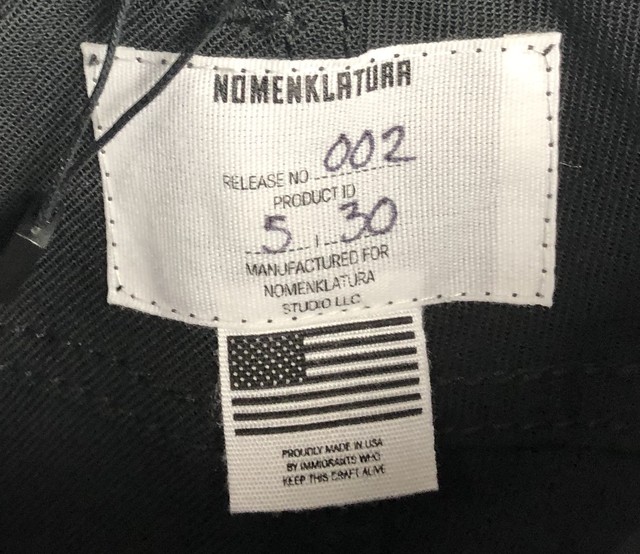 NOMENKLATURA
RELEASE NO. 002
PRODUCT ID
5 / 30
MANUFACTURED FOR
NOMENKLATURA
STUDIO LLC
PROUDLY MADE IN USA
BY IMMIGRANTS WHO
KEEP THIS CRAFT ALIVE